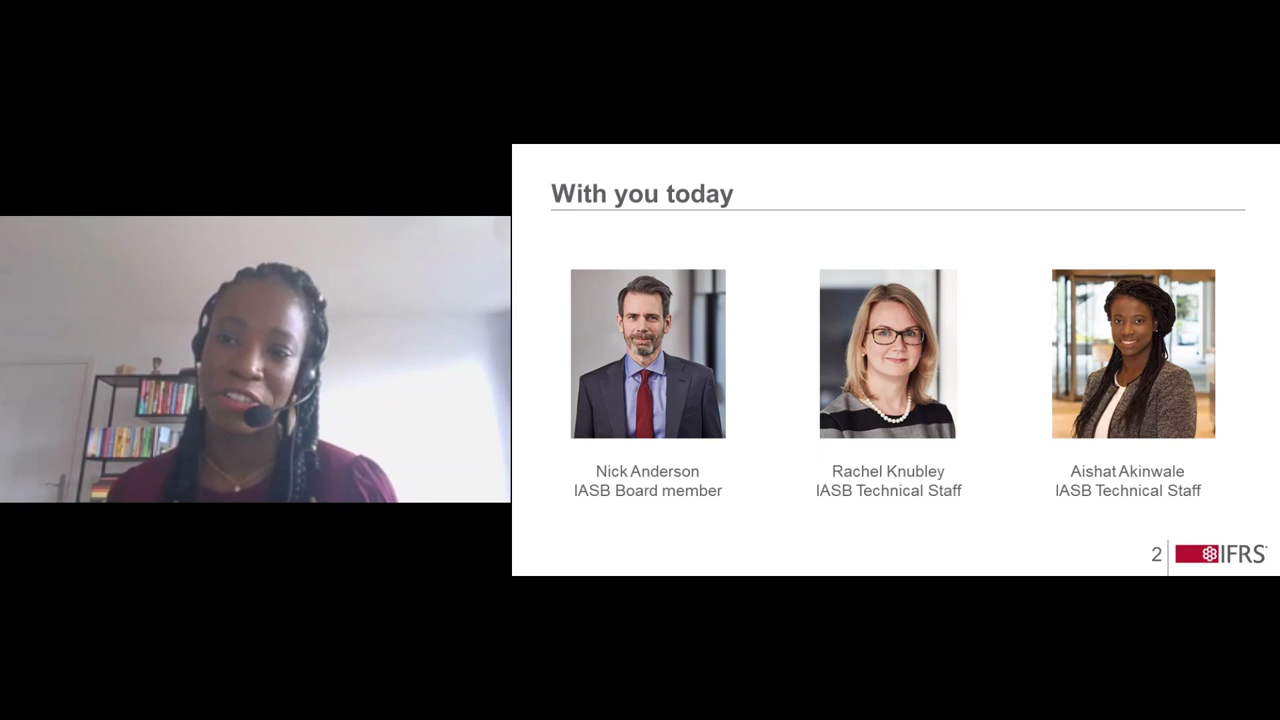 With you today
Nick Anderson
IASB Board member
Rachel Knubley
IASB Technical Staff
Aishat Akinwale
IASB Technical Staff
2
IFRS